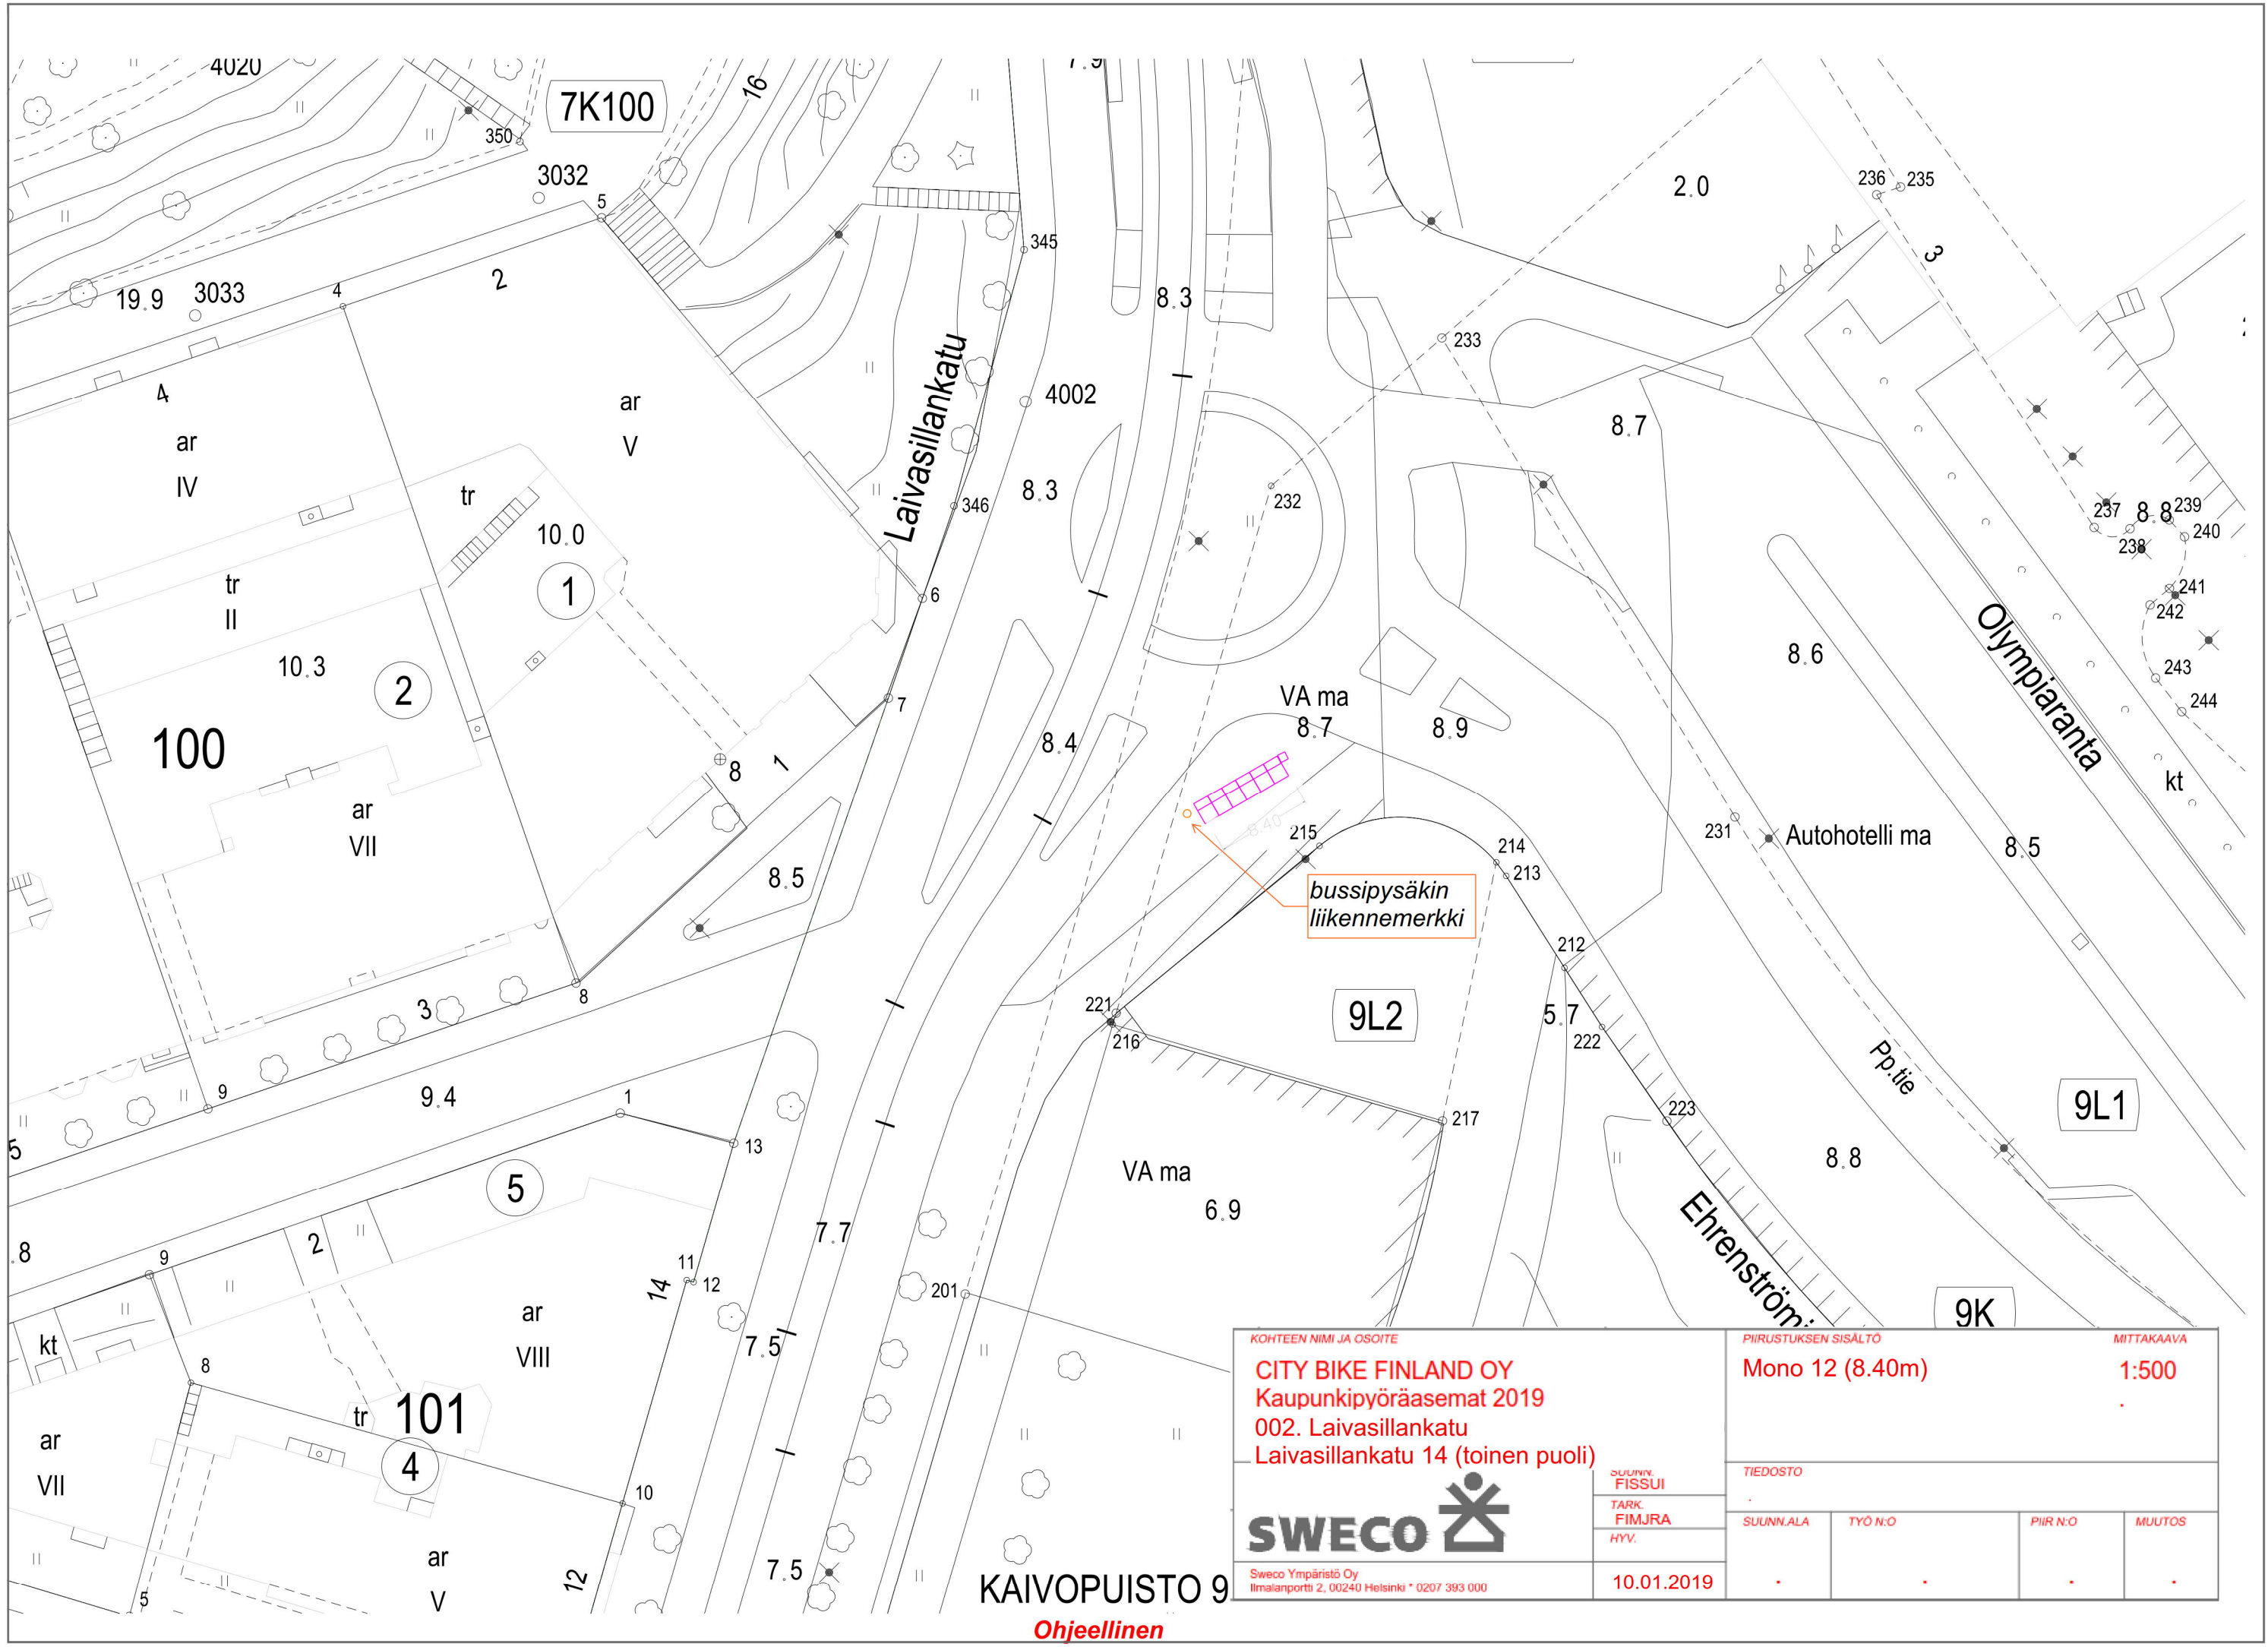 4020
7K100
16
7.9
350
3032
5
2.0
236
235
3
345
19.9
3033
4
2
8.3
233
4
4002
Laivasillankatu
ar
V
8.7
ar
IV
tr
10.0
346
8.3
232
237
8.8
239
238
240
1
tr
II
6
241
242
Olympiaranta
10.3
2
8.6
243
7
VA ma
8.7
8.9
244
100
8.4
8
1
kt
ar
VII
8.40
215
214
213
231
Autohotelli ma
8.5
8.5
bussipysäkin
liikennemerkki
212
3
8
221
216
9L2
5.7
222
Pp.tie
9
9.4
1
13
217
223
9L1
5
5
VA ma
6.9
8.8
Ehrenströmi
.8
9
2
7.7
11
12
14
201
kt
ar
VIII
7.5
9K
8
tr
101
4
ar
VII
10
ar
V
12
7.5
5
KAIVOPUISTO 9
Ohjeellinen
KOHTEEN NIMI JA OSOITE
CITY BIKE FINLAND OY
Kaupunkipyöräasemat 2019
002. Laivasillankatu
Laivasillankatu 14 (toinen puoli)
PIIRUSTUKSEN SISÄLTÖ
MITTAKAAVA
Mono 12 (8.40m)
1:500
.
SWECO
SUUNN.
FISSUI
TARK.
FIMJRA
HYV.
TIEDOSTO
.
SUUNN.ALA
TYÖ N:O
PIIR N:O
MUUTOS
Sweco Ympäristö Oy
Ilmalanportti 2, 00240 Helsinki * 0207 393 000
10.01.2019
.
.
.
.